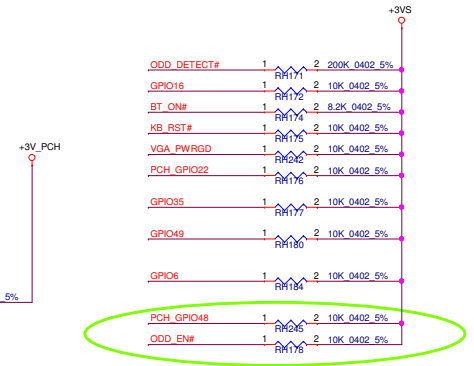 +3VS
ODD_DETECT# 1 2 200K_0402_5%
RH171
GPIO16 1 2 10K_0402_5%
RH172
BT_ON# 1 2 8.2K_0402_5%
RH174
KB_RST# 1 2 10K_0402_5%
RH175
+3V_PCH
VGA_PWRGD 1 2 10K_0402_5%
RH242
PCH_GPIO22 1 2 10K_0402_5%
RH176
GPIO35 1 2 10K_0402_5%
RH177
GPIO49 1 2 10K_0402_5%
RH180
GPIO6 1 2 10K_0402_5%
RH184
_5%
PCH_GPIO48 1 2 10K_0402_5%
RH245
ODD_EN# 1 2 10K_0402_5%
RH178